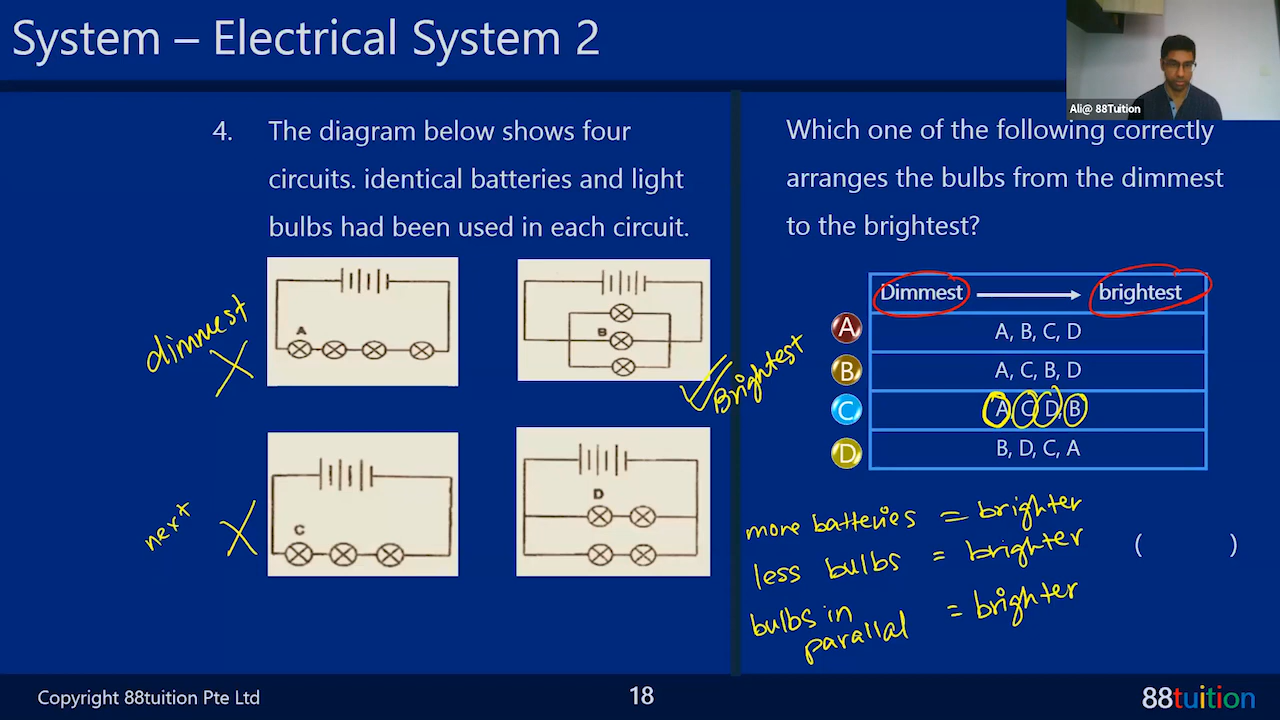 System – Electrical System 2
Ali@ 88Tuition
4. The diagram below shows four
circuits. identical batteries and light
bulbs had been used in each circuit.
A
B
dimmest
Brightest
C
D
next
Which one of the following correctly
arranges the bulbs from the dimmest
to the brightest?
Dimmest brightest
A A, B, C, D
B A, C, B, D
C A, C, D, B
D B, D, C, A
more batteries = brighter
less bulbs = brighter
bulbs in = brighter
parallal
( )
Copyright 88tuition Pte Ltd
18
88tuition